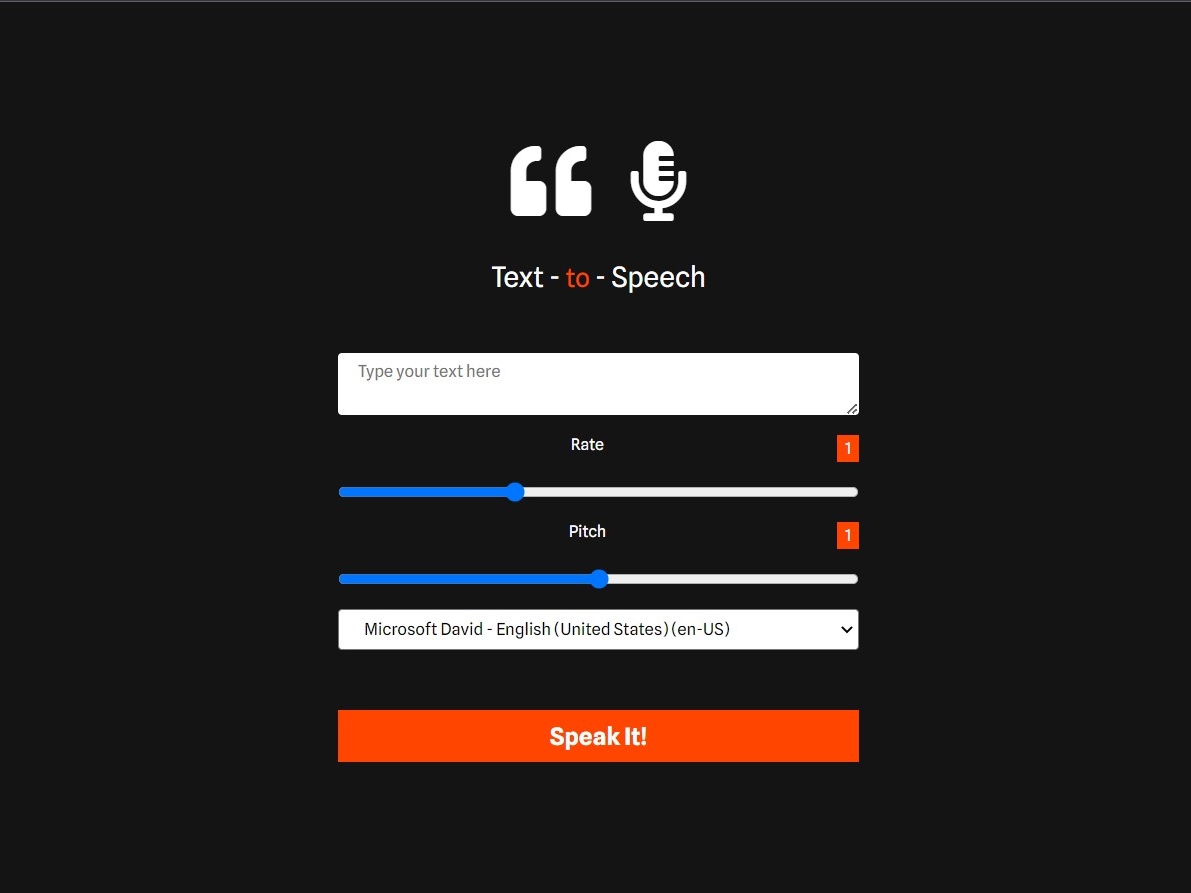 Text - to - Speech
Type your text here
Rate
1
Pitch
1
Microsoft David - English (United States) (en-US)
Speak It!